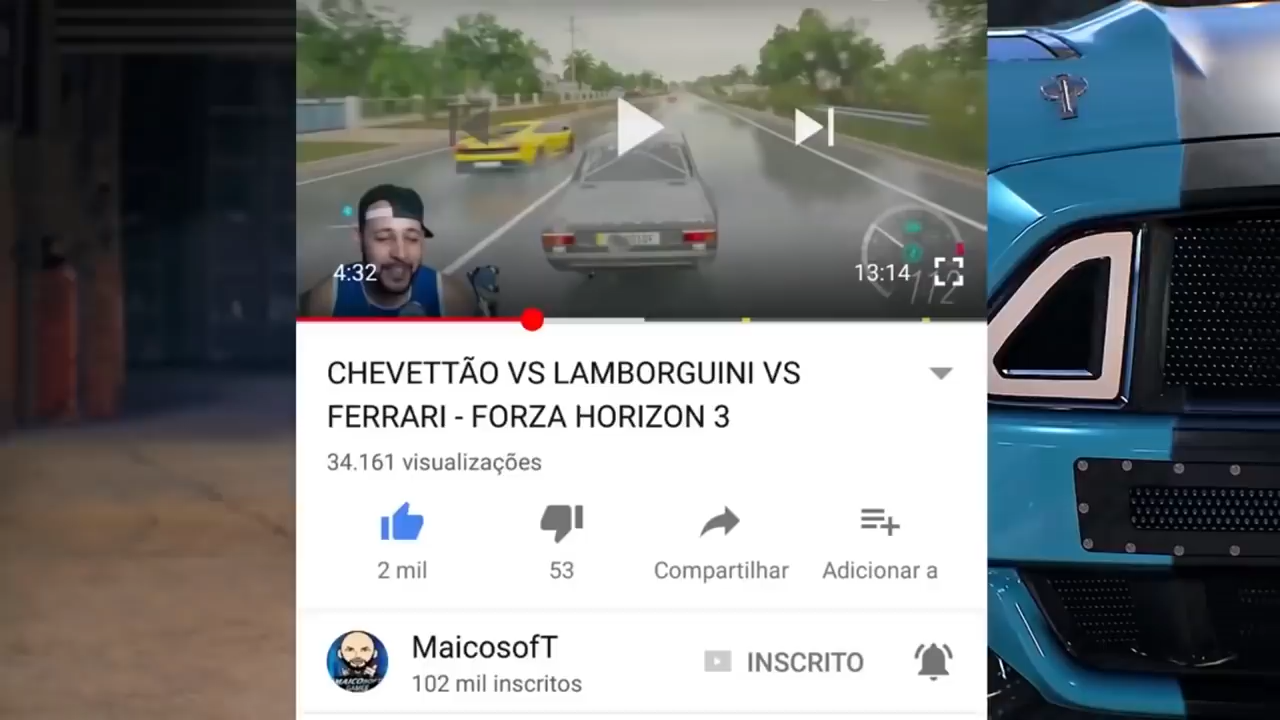 4:32
13:14
112
CHEVETTÃO VS LAMBORGUINI VS
FERRARI - FORZA HORIZON 3
34.161 visualizações
2 mil
53
Compartilhar
Adicionar a
MaicosofT
102 mil inscritos
INSCRITO